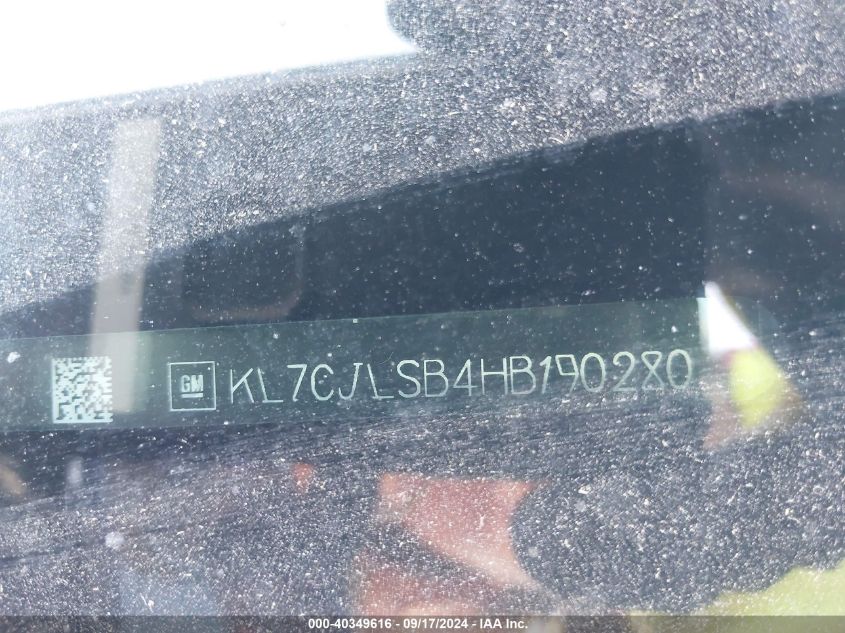 GM KL7CJLSB4HB190280
000-40349616 - 09/17/2024 - IAA Inc.